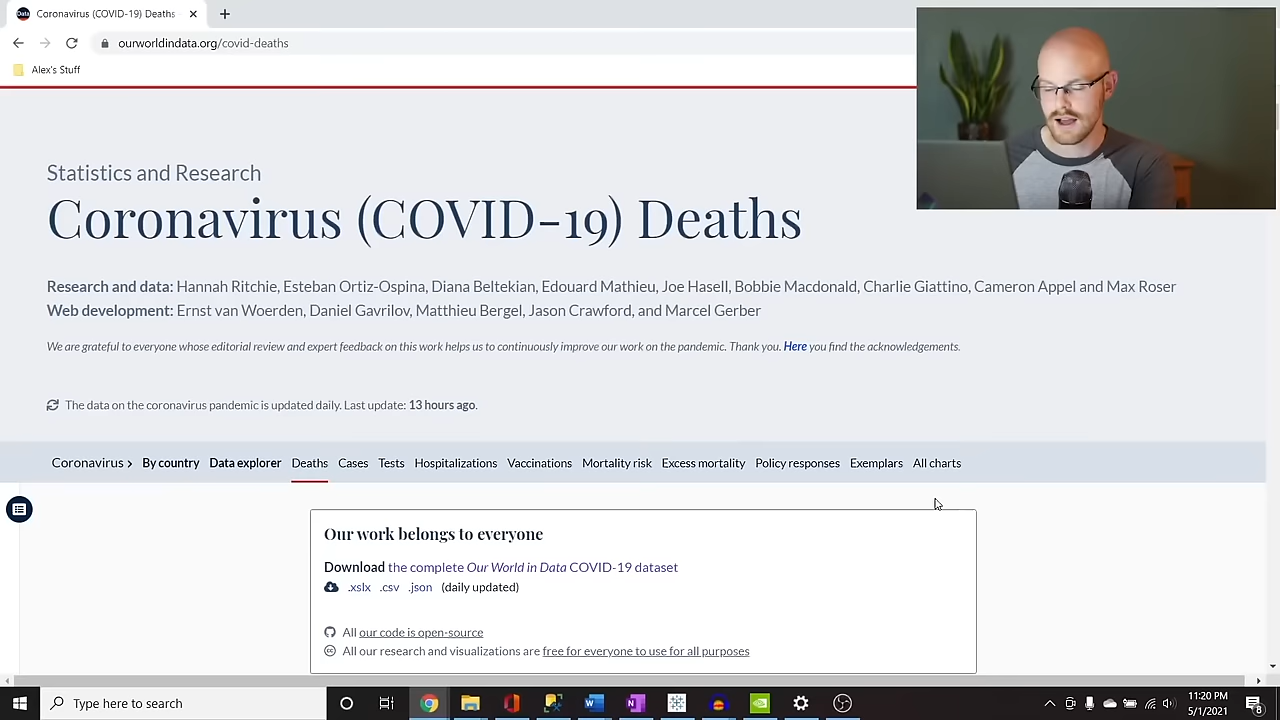 Data
Coronavirus (COVID-19) Deaths
ourworldindata.org/covid-deaths
Alex's Stuff
Statistics and Research
Coronavirus (COVID-19) Deaths
Research and data: Hannah Ritchie, Esteban Ortiz-Ospina, Diana Beltekian, Edouard Mathieu, Joe Hasell, Bobbie Macdonald, Charlie Giattino, Cameron Appel and Max Roser
Web development: Ernst van Woerden, Daniel Gavrilov, Matthieu Bergel, Jason Crawford, and Marcel Gerber
We are grateful to everyone whose editorial review and expert feedback on this work helps us to continuously improve our work on the pandemic. Thank you. Here you find the acknowledgements.
The data on the coronavirus pandemic is updated daily. Last update: 13 hours ago.
Coronavirus By country Data explorer Deaths Cases Tests Hospitalizations Vaccinations Mortality risk Excess mortality Policy responses Exemplars All charts
Our work belongs to everyone
Download the complete Our World in Data COVID-19 dataset
.xslx .csv .json (daily updated)
All our code is open-source
All our research and visualizations are free for everyone to use for all purposes
Type here to search
11:20 PM
5/1/2021
8